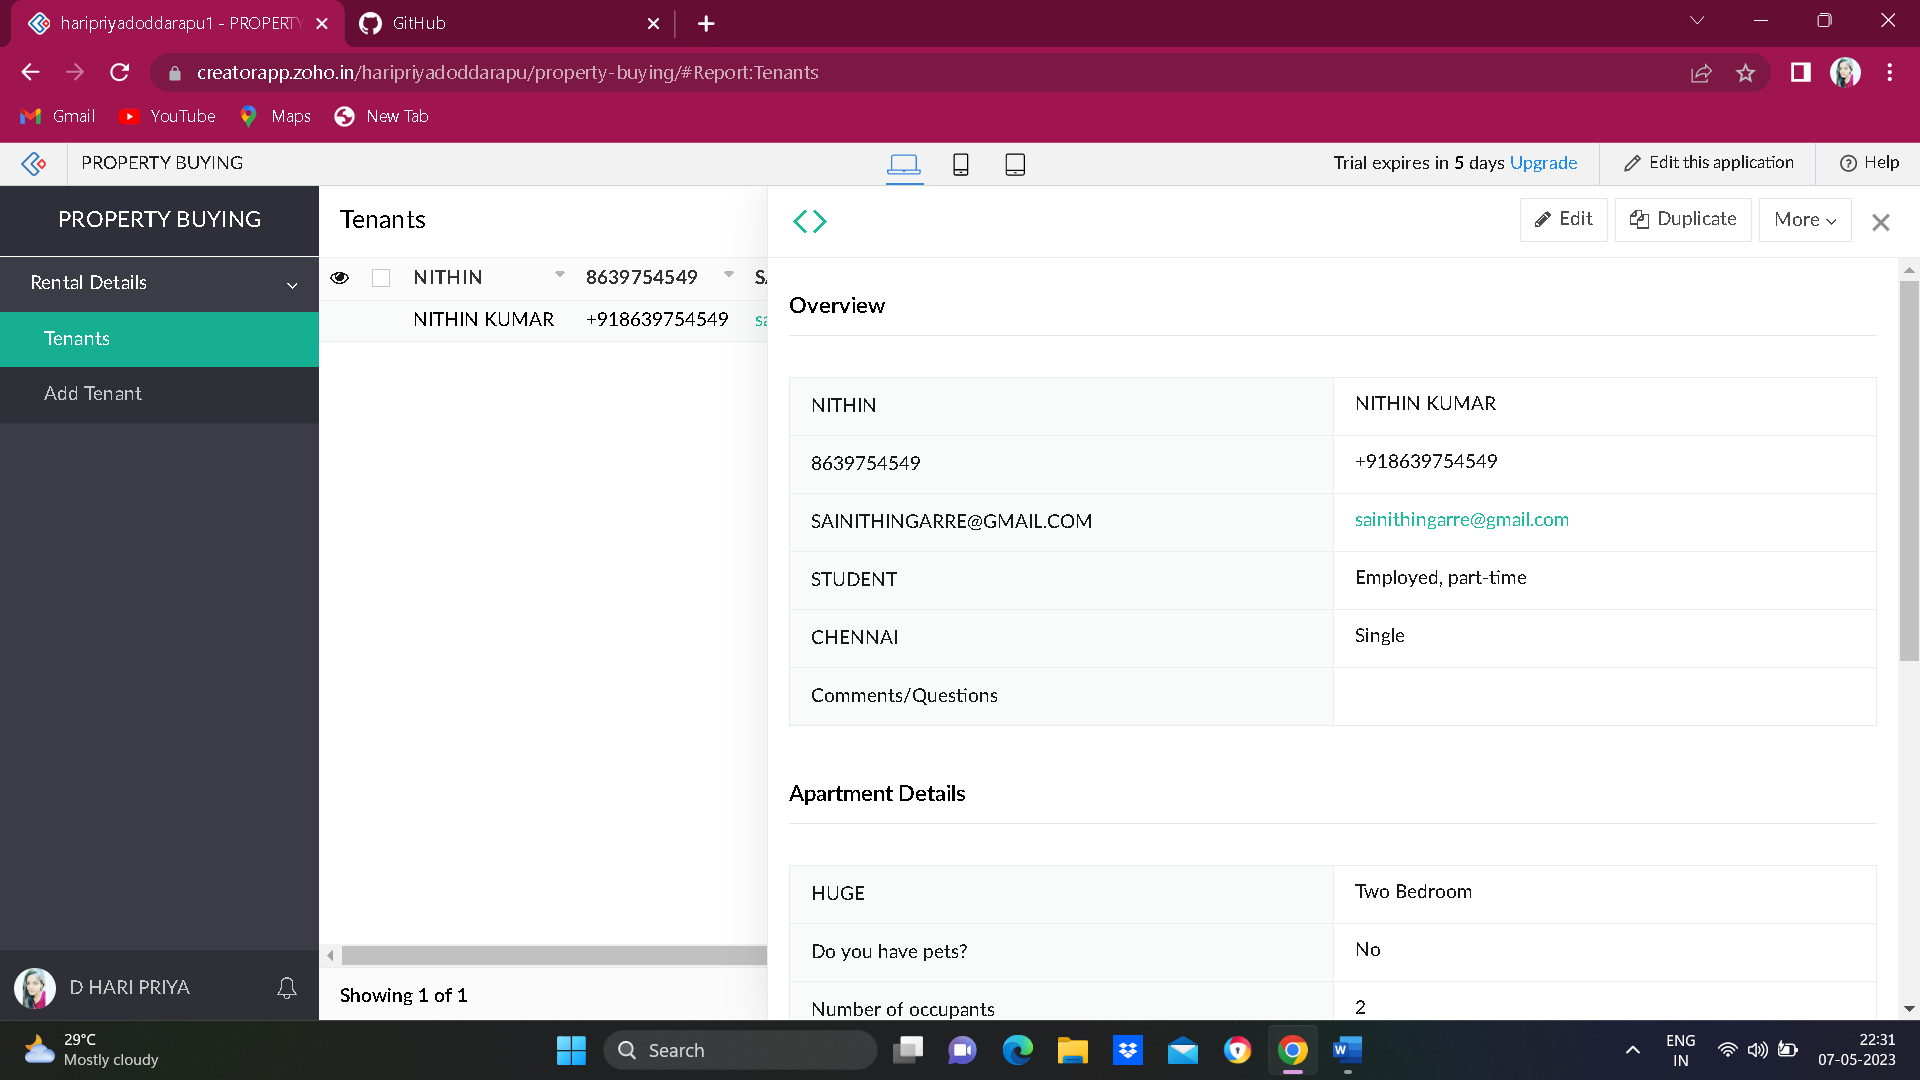 haripriyadoddarapu1 - PROPERTY
GitHub
creatorapp.zoho.in/haripriyadoddarapu/property-buying/#Report:Tenants
Gmail
YouTube
Maps
New Tab
PROPERTY BUYING
Trial expires in 5 days Upgrade
Edit this application
Help
PROPERTY BUYING
Rental Details
Tenants
Add Tenant
D HARI PRIYA
Tenants
NITHIN 8639754549
NITHIN KUMAR +918639754549
Showing 1 of 1
Edit
Duplicate
More
Overview
NITHIN NITHIN KUMAR
8639754549 +918639754549
SAINITHINGARRE@GMAIL.COM sainithingarre@gmail.com
STUDENT Employed, part-time
CHENNAI Single
Comments/Questions
Apartment Details
HUGE Two Bedroom
Do you have pets? No
Number of occupants 2
29°C
Mostly cloudy
Search
ENG
IN
22:31
07-05-2023